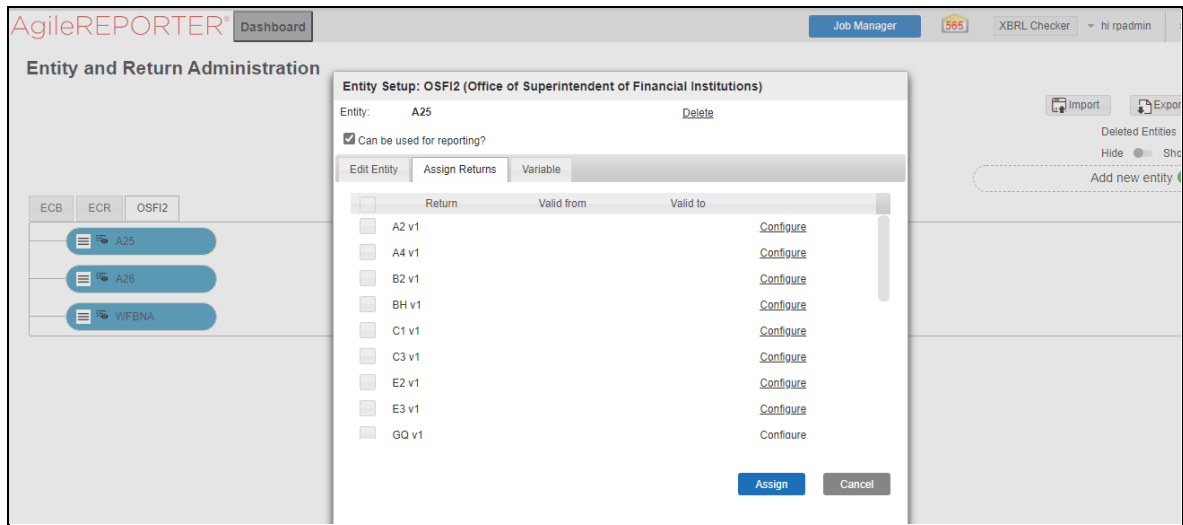 AgileREPORTER® Dashboard Job Manager 565 XBRL Checker hi rpadmin
Entity and Return Administration
Entity Setup: OSFI2 (Office of Superintendent of Financial Institutions)
Entity: A25 Delete
Import Expor
Can be used for reporting?
Deleted Entities
Hide Sho
Edit Entity Assign Returns Variable
Add new entity
ECB ECR OSFI2
Return Valid from Valid to
A2 v1 Configure
A25
A4 v1 Configure
A26
B2 v1 Configure
BH v1 Configure
WFBNA
C1 v1 Configure
C3 v1 Configure
E2 v1 Configure
E3 v1 Configure
GQ v1 Configure
Assign Cancel